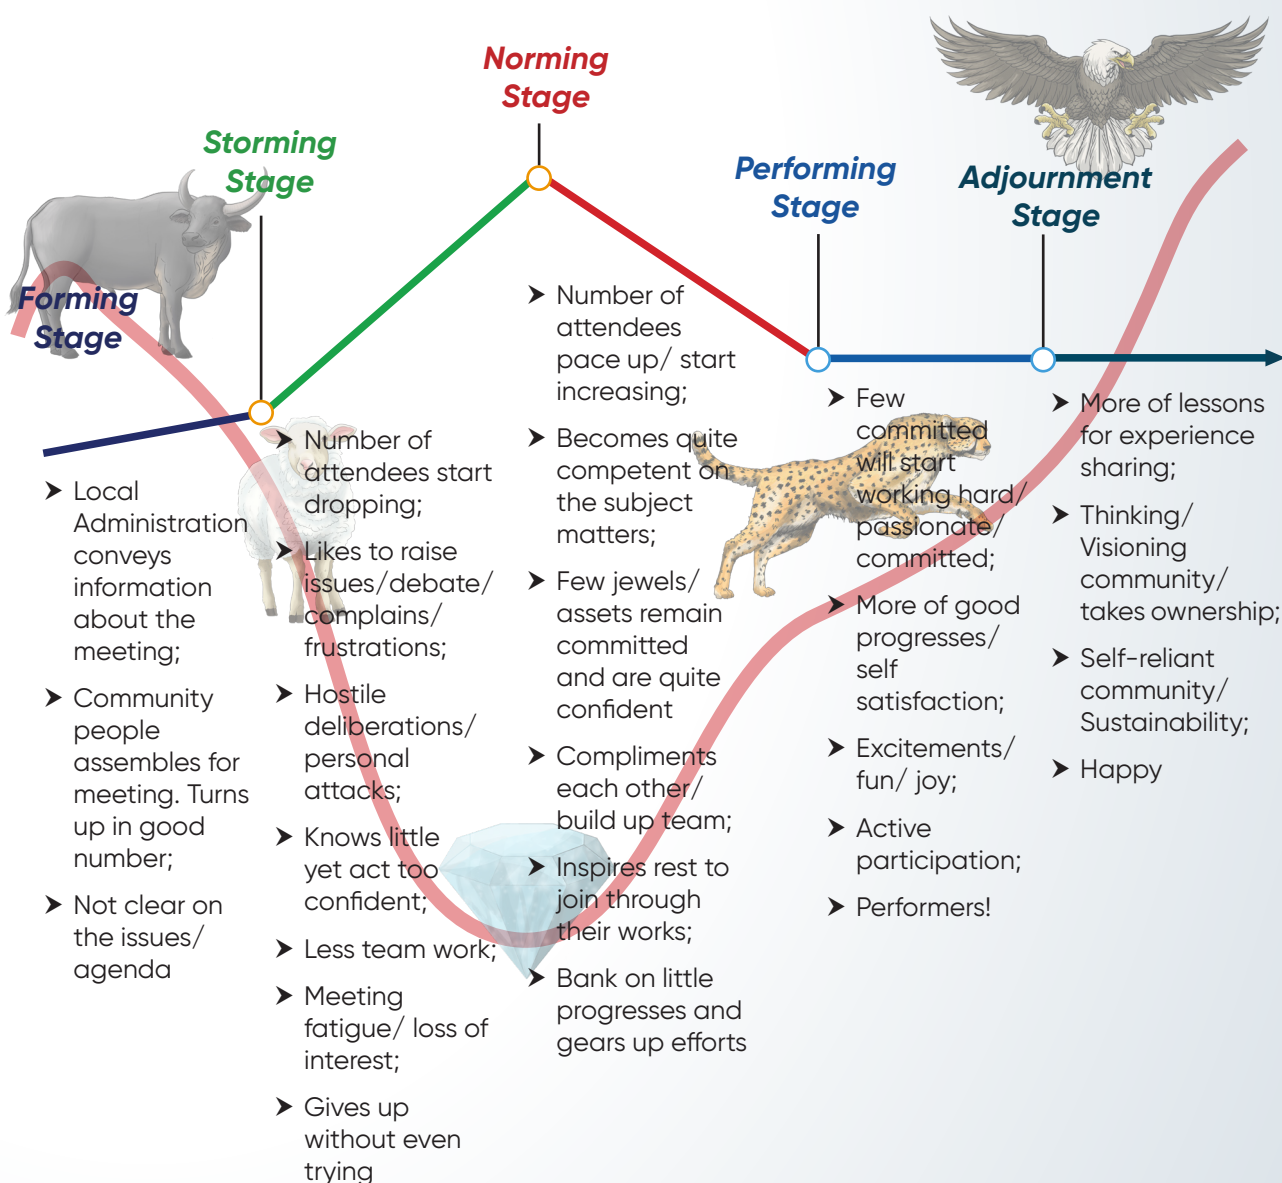 Forming
Stage
➤ Local
Administration
conveys
information
about the
meeting;
➤ Community
people
assembles for
meeting. Turns
up in good
number;
➤ Not clear on
the issues/
agenda
Storming
Stage
➤ Number of
attendees start
dropping;
➤ Likes to raise
issues/debate/
complains/
frustrations;
➤ Hostile
deliberations/
personal
attacks;
➤ Knows little
yet act too
confident;
➤ Less team work;
➤ Meeting
fatigue/ loss of
interest;
➤ Gives up
without even
trying
Norming
Stage
➤ Number of
attendees
pace up/ start
increasing;
➤ Becomes quite
competent on
the subject
matters;
➤ Few jewels/
assets remain
committed
and are quite
confident
➤ Compliments
each other/
build up team;
➤ Inspires rest to
join through
their works;
➤ Bank on little
progresses and
gears up efforts
Performing
Stage
➤ Few
committed
will start
working hard/
passionate/
committed;
➤ More of good
progresses/
self
satisfaction;
➤ Excitements/
fun/ joy;
➤ Active
participation;
➤ Performers!
Adjournment
Stage
➤ More of lessons
for experience
sharing;
➤ Thinking/
Visioning
community/
takes ownership;
➤ Self-reliant
community/
Sustainability;
➤ Happy